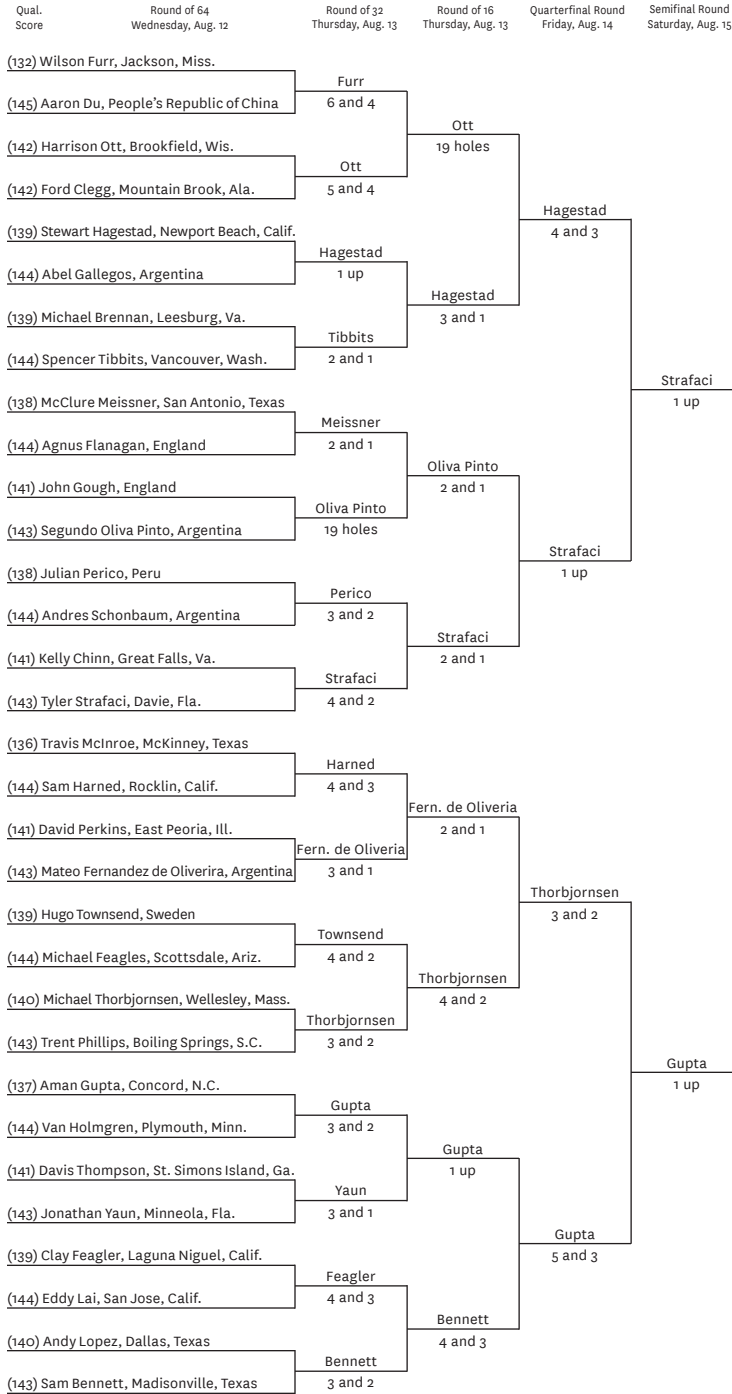 Qual.
Score
Round of 64
Wednesday, Aug. 12
Round of 32
Thursday, Aug. 13
Round of 16
Thursday, Aug. 13
Quarterfinal Round
Friday, Aug. 14
Semifinal Round
Saturday, Aug. 15
(132) Wilson Furr, Jackson, Miss.
(145) Aaron Du, People's Republic of China
(142) Harrison Ott, Brookfield, Wis.
(142) Ford Clegg, Mountain Brook, Ala.
(139) Stewart Hagestad, Newport Beach, Calif.
(144) Abel Gallegos, Argentina
(139) Michael Brennan, Leesburg, Va.
(144) Spencer Tibbits, Vancouver, Wash.
(138) McClure Meissner, San Antonio, Texas
(144) Agnus Flanagan, England
(141) John Gough, England
(143) Segundo Oliva Pinto, Argentina
(138) Julian Perico, Peru
(144) Andres Schonbaum, Argentina
(141) Kelly Chinn, Great Falls, Va.
(143) Tyler Strafaci, Davie, Fla.
(136) Travis McInroe, McKinney, Texas
(144) Sam Harned, Rocklin, Calif.
(141) David Perkins, East Peoria, Ill.
(143) Mateo Fernandez de Oliverira, Argentina
(139) Hugo Townsend, Sweden
(144) Michael Feagles, Scottsdale, Ariz.
(140) Michael Thorbjornsen, Wellesley, Mass.
(143) Trent Phillips, Boiling Springs, S.C.
(137) Aman Gupta, Concord, N.C.
(144) Van Holmgren, Plymouth, Minn.
(141) Davis Thompson, St. Simons Island, Ga.
(143) Jonathan Yaun, Minneola, Fla.
(139) Clay Feagler, Laguna Niguel, Calif.
(144) Eddy Lai, San Jose, Calif.
(140) Andy Lopez, Dallas, Texas
(143) Sam Bennett, Madisonville, Texas
Furr
6 and 4
Ott
5 and 4
Hagestad
1 up
Tibbits
2 and 1
Meissner
2 and 1
Oliva Pinto
19 holes
Perico
3 and 2
Strafaci
4 and 2
Harned
4 and 3
Fern. de Oliveria
3 and 1
Townsend
4 and 2
Thorbjornsen
3 and 2
Gupta
3 and 2
Yaun
3 and 1
Feagler
4 and 3
Bennett
3 and 2
Ott
19 holes
Hagestad
3 and 1
Oliva Pinto
2 and 1
Strafaci
2 and 1
Fern. de Oliveria
2 and 1
Thorbjornsen
4 and 2
Gupta
1 up
Bennett
4 and 3
Hagestad
4 and 3
Strafaci
1 up
Thorbjornsen
3 and 2
Gupta
5 and 3
Strafaci
1 up
Gupta
1 up